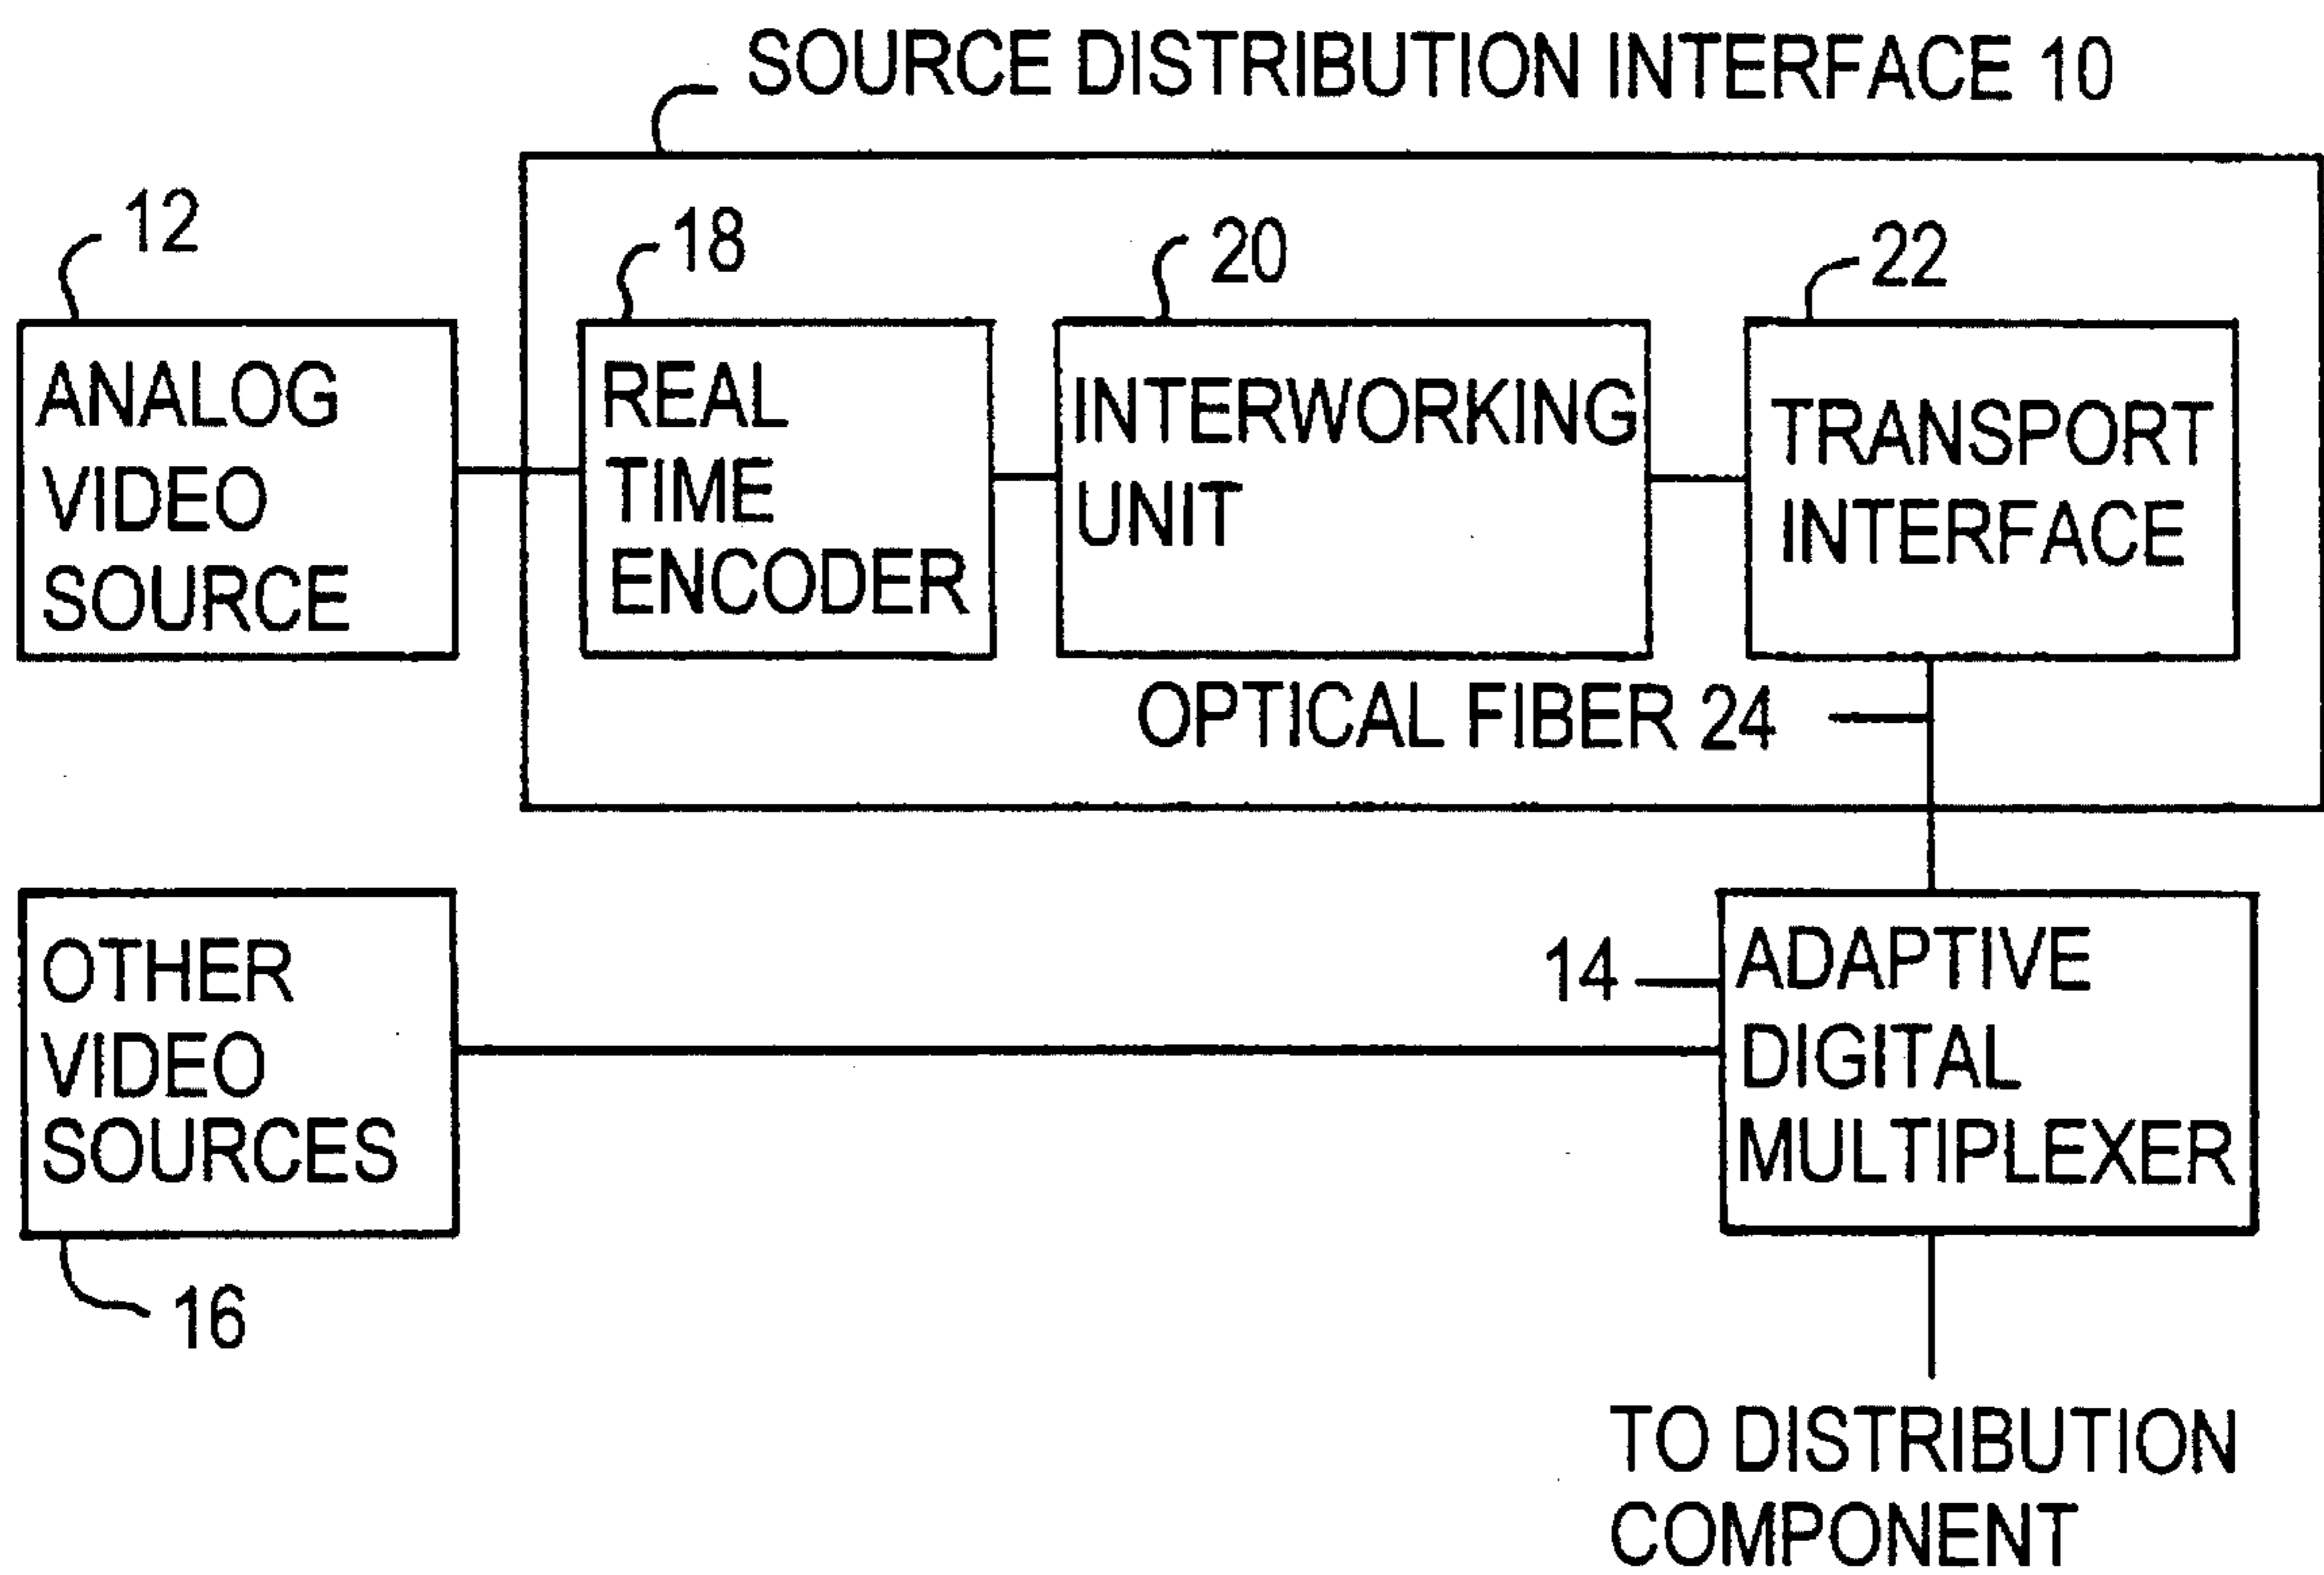 SOURCE DISTRIBUTION INTERFACE 10
12
18
20
22
ANALOG
VIDEO
SOURCE
REAL
TIME
ENCODER
INTERWORKING
UNIT
TRANSPORT
INTERFACE
OPTICAL FIBER 24
OTHER
VIDEO
SOURCES
16
14
ADAPTIVE
DIGITAL
MULTIPLEXER
TO DISTRIBUTION
COMPONENT